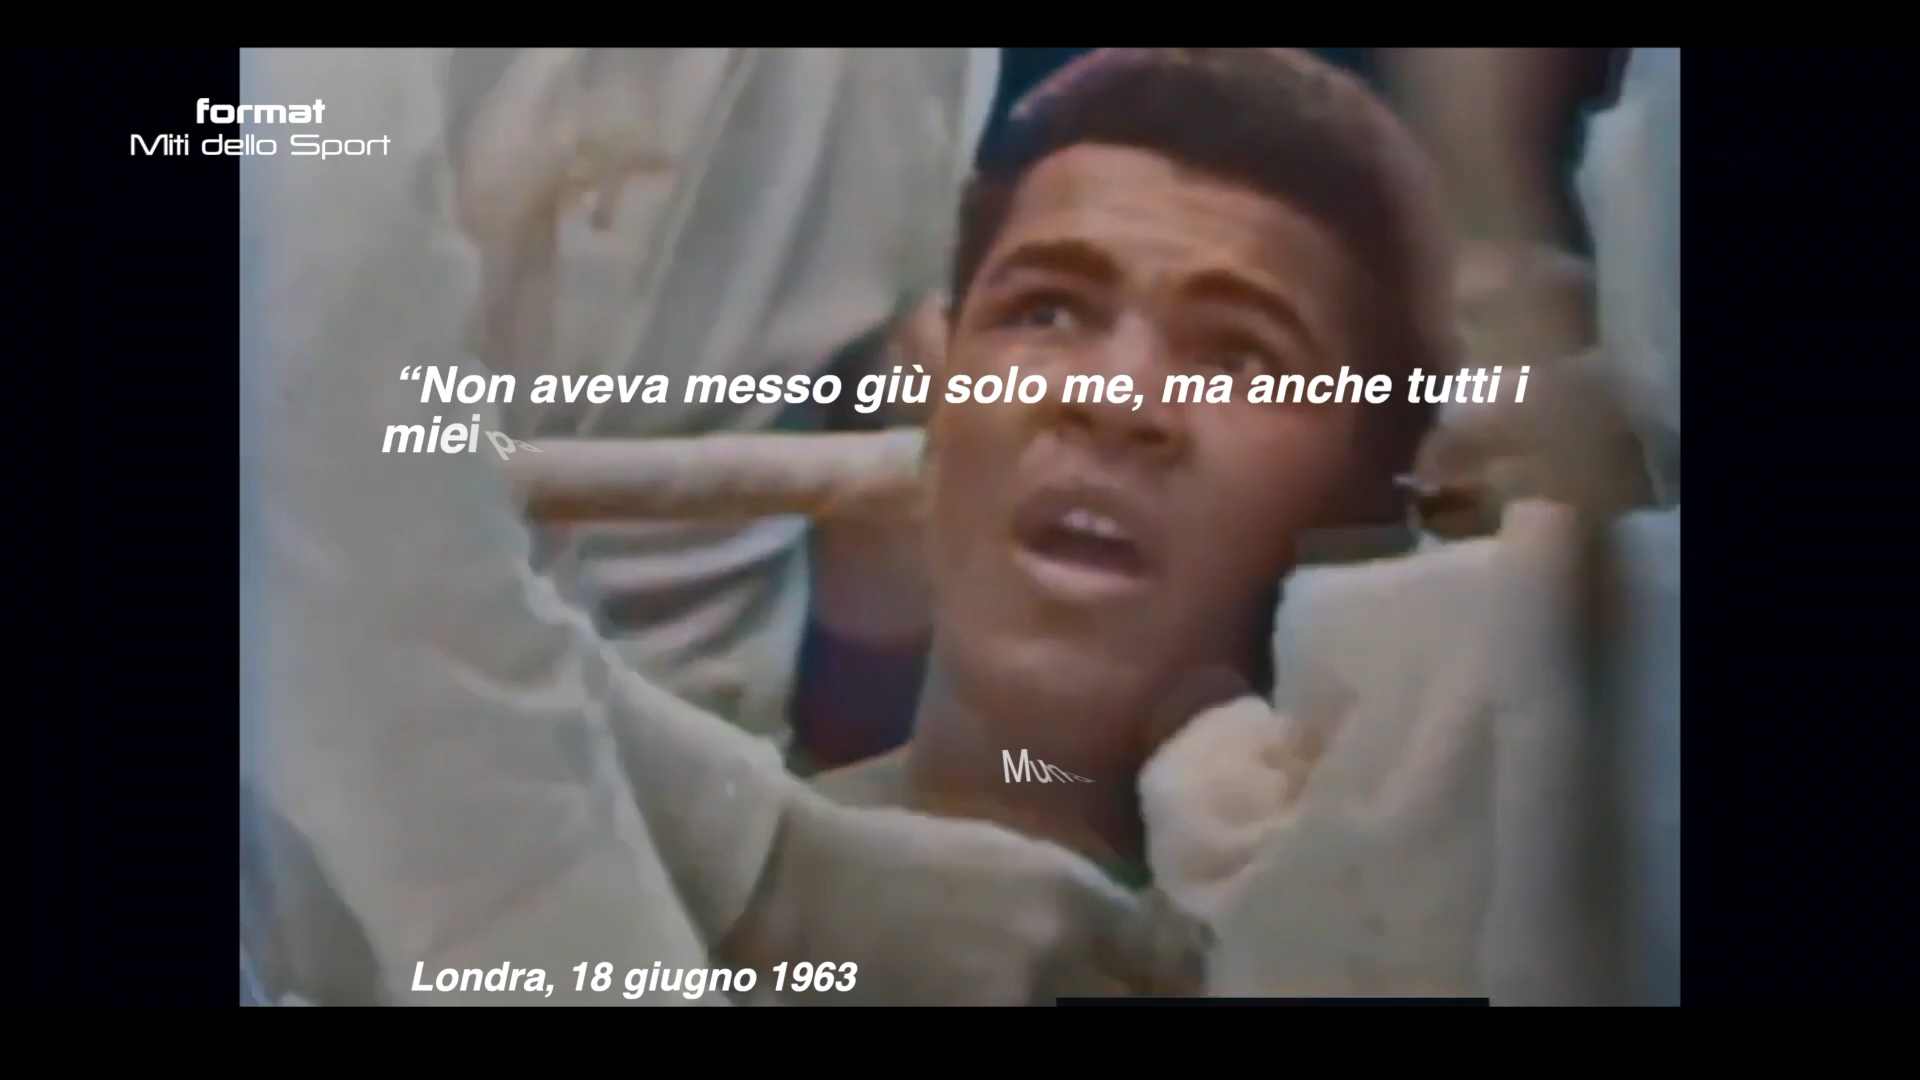 format
Miti dello Sport
“Non aveva messo giù solo me, ma anche tutti i
miei
Londra, 18 giugno 1963